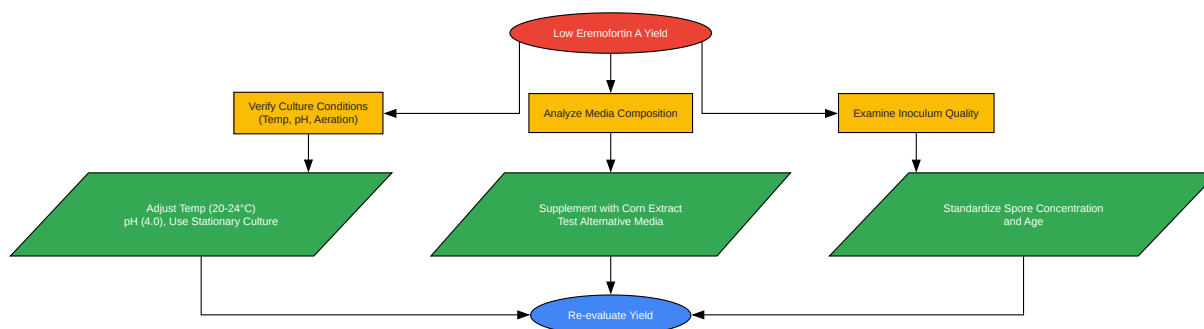 Low Eremofortin A Yield
Verify Culture Conditions
(Temp, pH, Aeration)
Analyze Media Composition
Examine Inoculum Quality
Adjust Temp (20-24°C)
pH (4.0), Use Stationary Culture
Supplement with Corn Extract
Test Alternative Media
Standardize Spore Concentration
and Age
Re-evaluate Yield